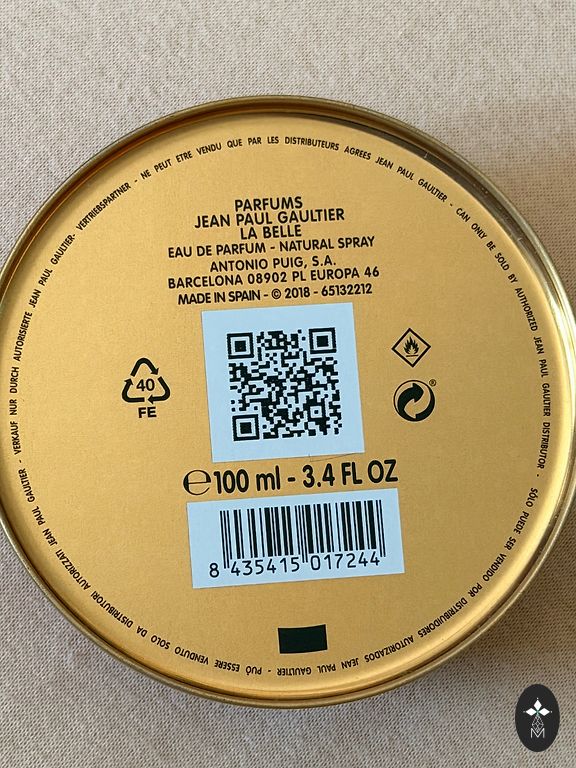 PARFUMS
JEAN PAUL GAULTIER
LA BELLE
EAU DE PARFUM - NATURAL SPRAY
ANTONIO PUIG, S.A.
BARCELONA 08902 PL EUROPA 46
MADE IN SPAIN - © 2018 - 65132212
40
FE
®
℮100 ml - 3.4 FL OZ
8 435415 017244
NE PEUT ETRE VENDU QUE PAR LES DISTRIBUTEURS AGREES JEAN PAUL GAULTIER - CAN ONLY BE SOLD BY AUTHORIZED JEAN PAUL GAULTIER DISTRIBUTOR - SÓLO PUEDE SER VENDIDO POR DISTRIBUIDORES AUTORIZADOS JEAN PAUL GAULTIER - PUÒ ESSERE VENDUTO SOLO DA DISTRIBUTORI AUTORIZZATI JEAN PAUL GAULTIER - VERKAUF NUR DURCH AUTORISIERTE JEAN PAUL GAULTIER- VERTRIEBSPARTNER -
M